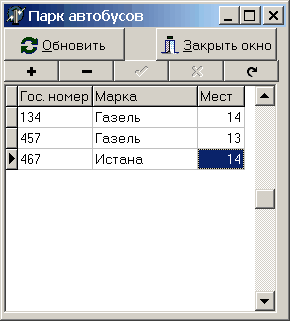 Парк автобусов
Обновить Закрыть окно
Гос. номер Марка Мест
134 Газель 14
457 Газель 13
467 Истана 14